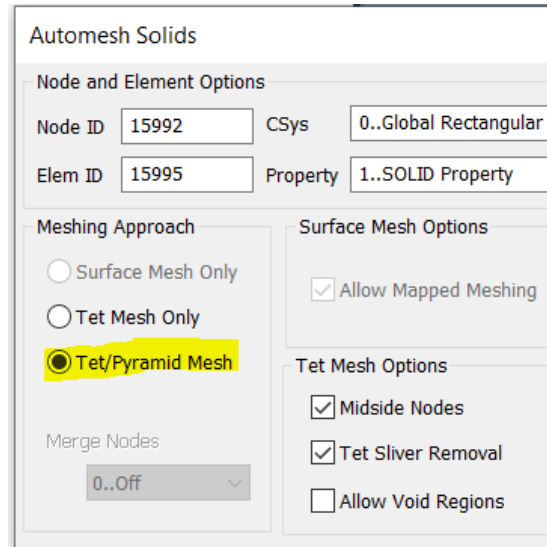 Automesh Solids
Node and Element Options
Node ID 15992 CSys 0..Global Rectangular
Elem ID 15995 Property 1..SOLID Property
Meshing Approach
Surface Mesh Only
Tet Mesh Only
Tet/Pyramid Mesh
Merge Nodes
0..Off
Surface Mesh Options
Allow Mapped Meshing
Tet Mesh Options
Midside Nodes
Tet Sliver Removal
Allow Void Regions